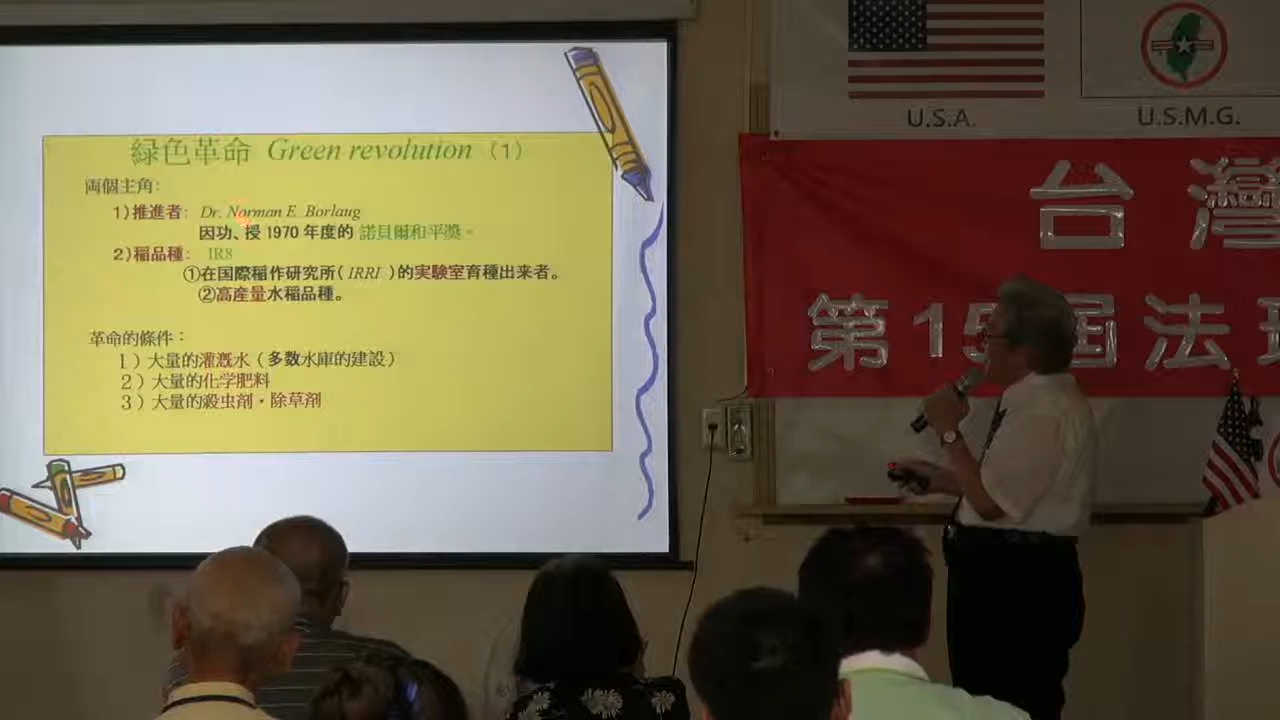 緑色革命 Green revolution（1）
両個主角：
1）推進者： Dr. Norman E. Borlaug
因功、授 1970 年度的 諾貝爾和平獎。
2）稲品種： IR8
①在国際稲作研究所（IRRI）的実験室育種出来者。
②高産量水稲品種。
革命的條件：
1）大量的灌漑水（多数水庫的建設）
2）大量的化学肥料
3）大量的殺虫剤・除草剤
U.S.A.
U.S.M.G.
台灣
第15屆法